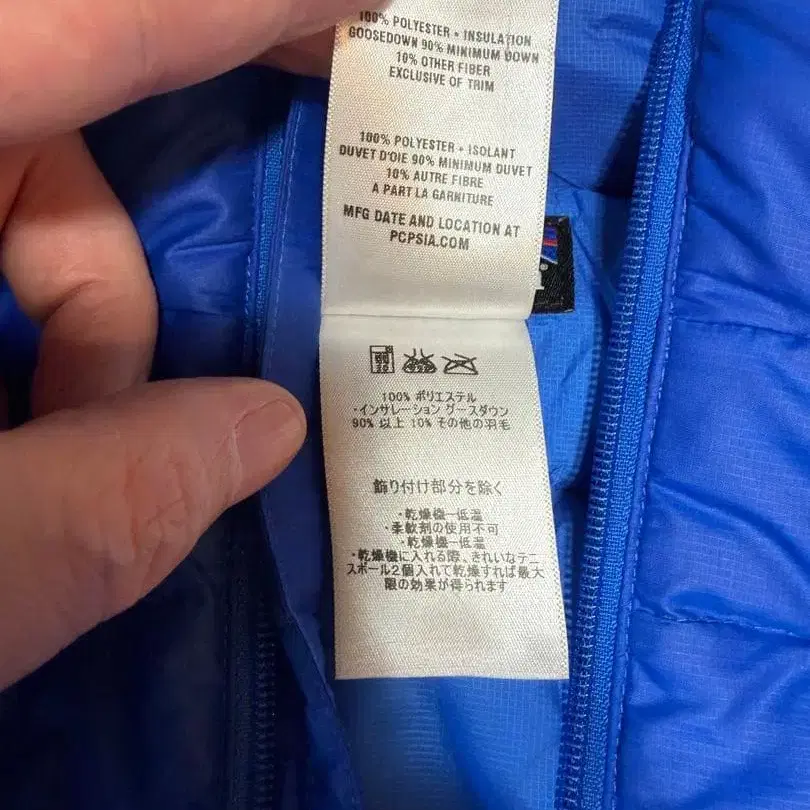 100% POLYESTER • INSULATION
GOOSEDOWN 90% MINIMUM DOWN
10% OTHER FIBER
EXCLUSIVE OF TRIM
100% POLYESTER • ISOLANT
DUVET D'OIE 90% MINIMUM DUVET
10% AUTRE FIBRE
A PART LA GARNITURE
MFG DATE AND LOCATION AT
PCPSIA.COM
100% ポリエステル
・インサレーション グースダウン
90% 以上 10% その他の羽毛
飾り付け部分を除く
・乾燥機—低温
・柔軟剤の使用不可
・乾燥機—低温
・乾燥機に入れる際、きれいなテニ
スボール2個入れて乾燥すれば最大
限の効果が得られます